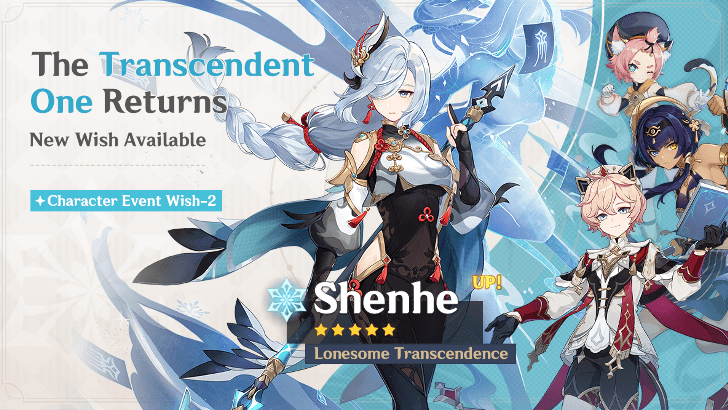 The Transcendent
One Returns
New Wish Available
Character Event Wish-2
Shenhe UP!
Lonesome Transcendence